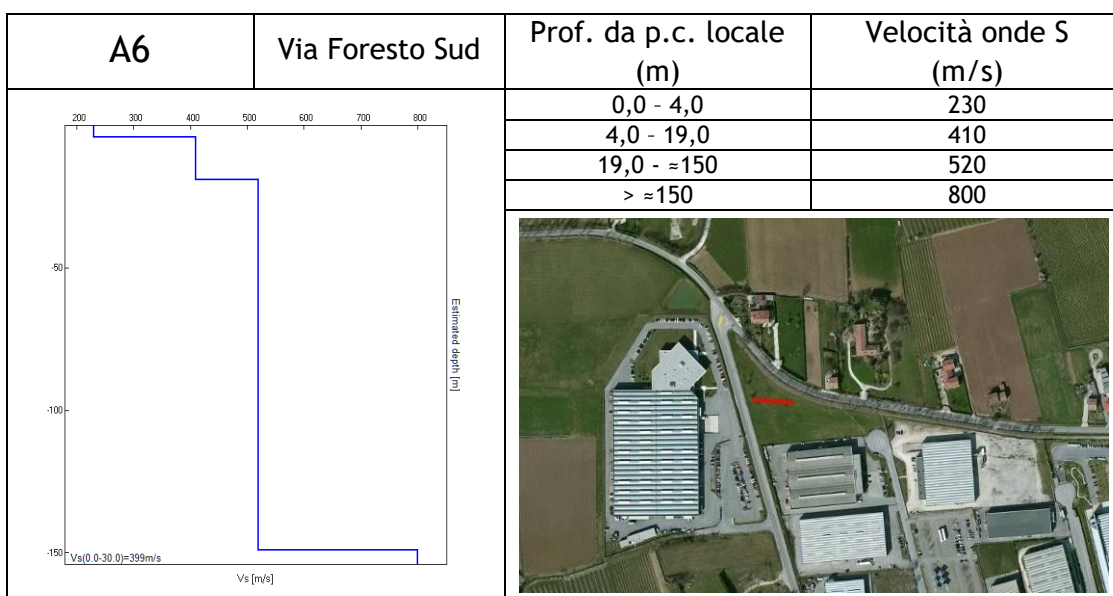 A6
Via Foresto Sud
Prof. da p.c. locale
(m)
Velocità onde S
(m/s)
0,0 – 4,0
230
4,0 – 19,0
410
19,0 - ≈150
520
> ≈150
800
200 300 400 500 600 700 800
-50
-100
-150
Estimated depth [m]
Vs(0.0-30.0)=399m/s
Vs [m/s]